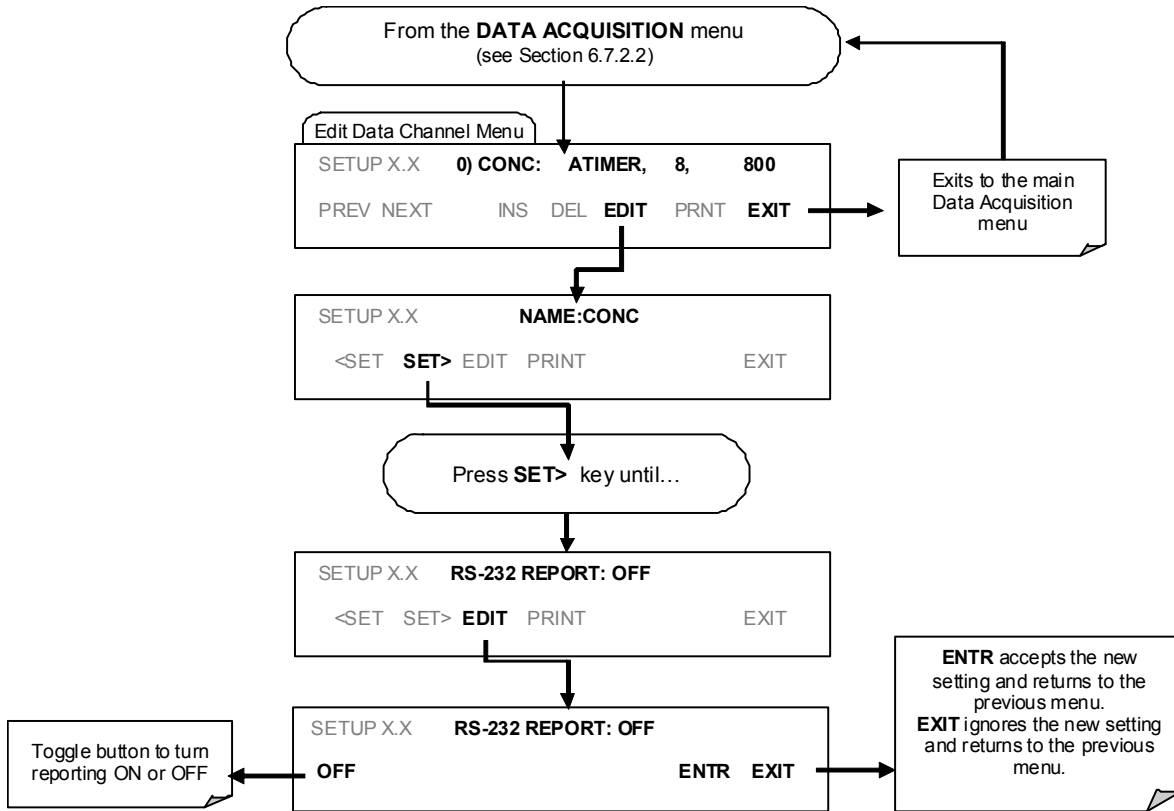 From the DATA ACQUISITION menu
(see Section 6.7.2.2)
Edit Data Channel Menu
SETUP X.X 0) CONC: ATIMER, 8, 800
PREV NEXT INS DEL EDIT PRNT EXIT
Exits to the main
Data Acquisition
menu
SETUP X.X NAME:CONC
<SET SET> EDIT PRINT EXIT
Press SET> key until…
SETUP X.X RS-232 REPORT: OFF
<SET SET> EDIT PRINT EXIT
SETUP X.X RS-232 REPORT: OFF
OFF ENTR EXIT
Toggle button to turn
reporting ON or OFF
ENTR accepts the new
setting and returns to the
previous menu.
EXIT ignores the new setting
and returns to the previous
menu.